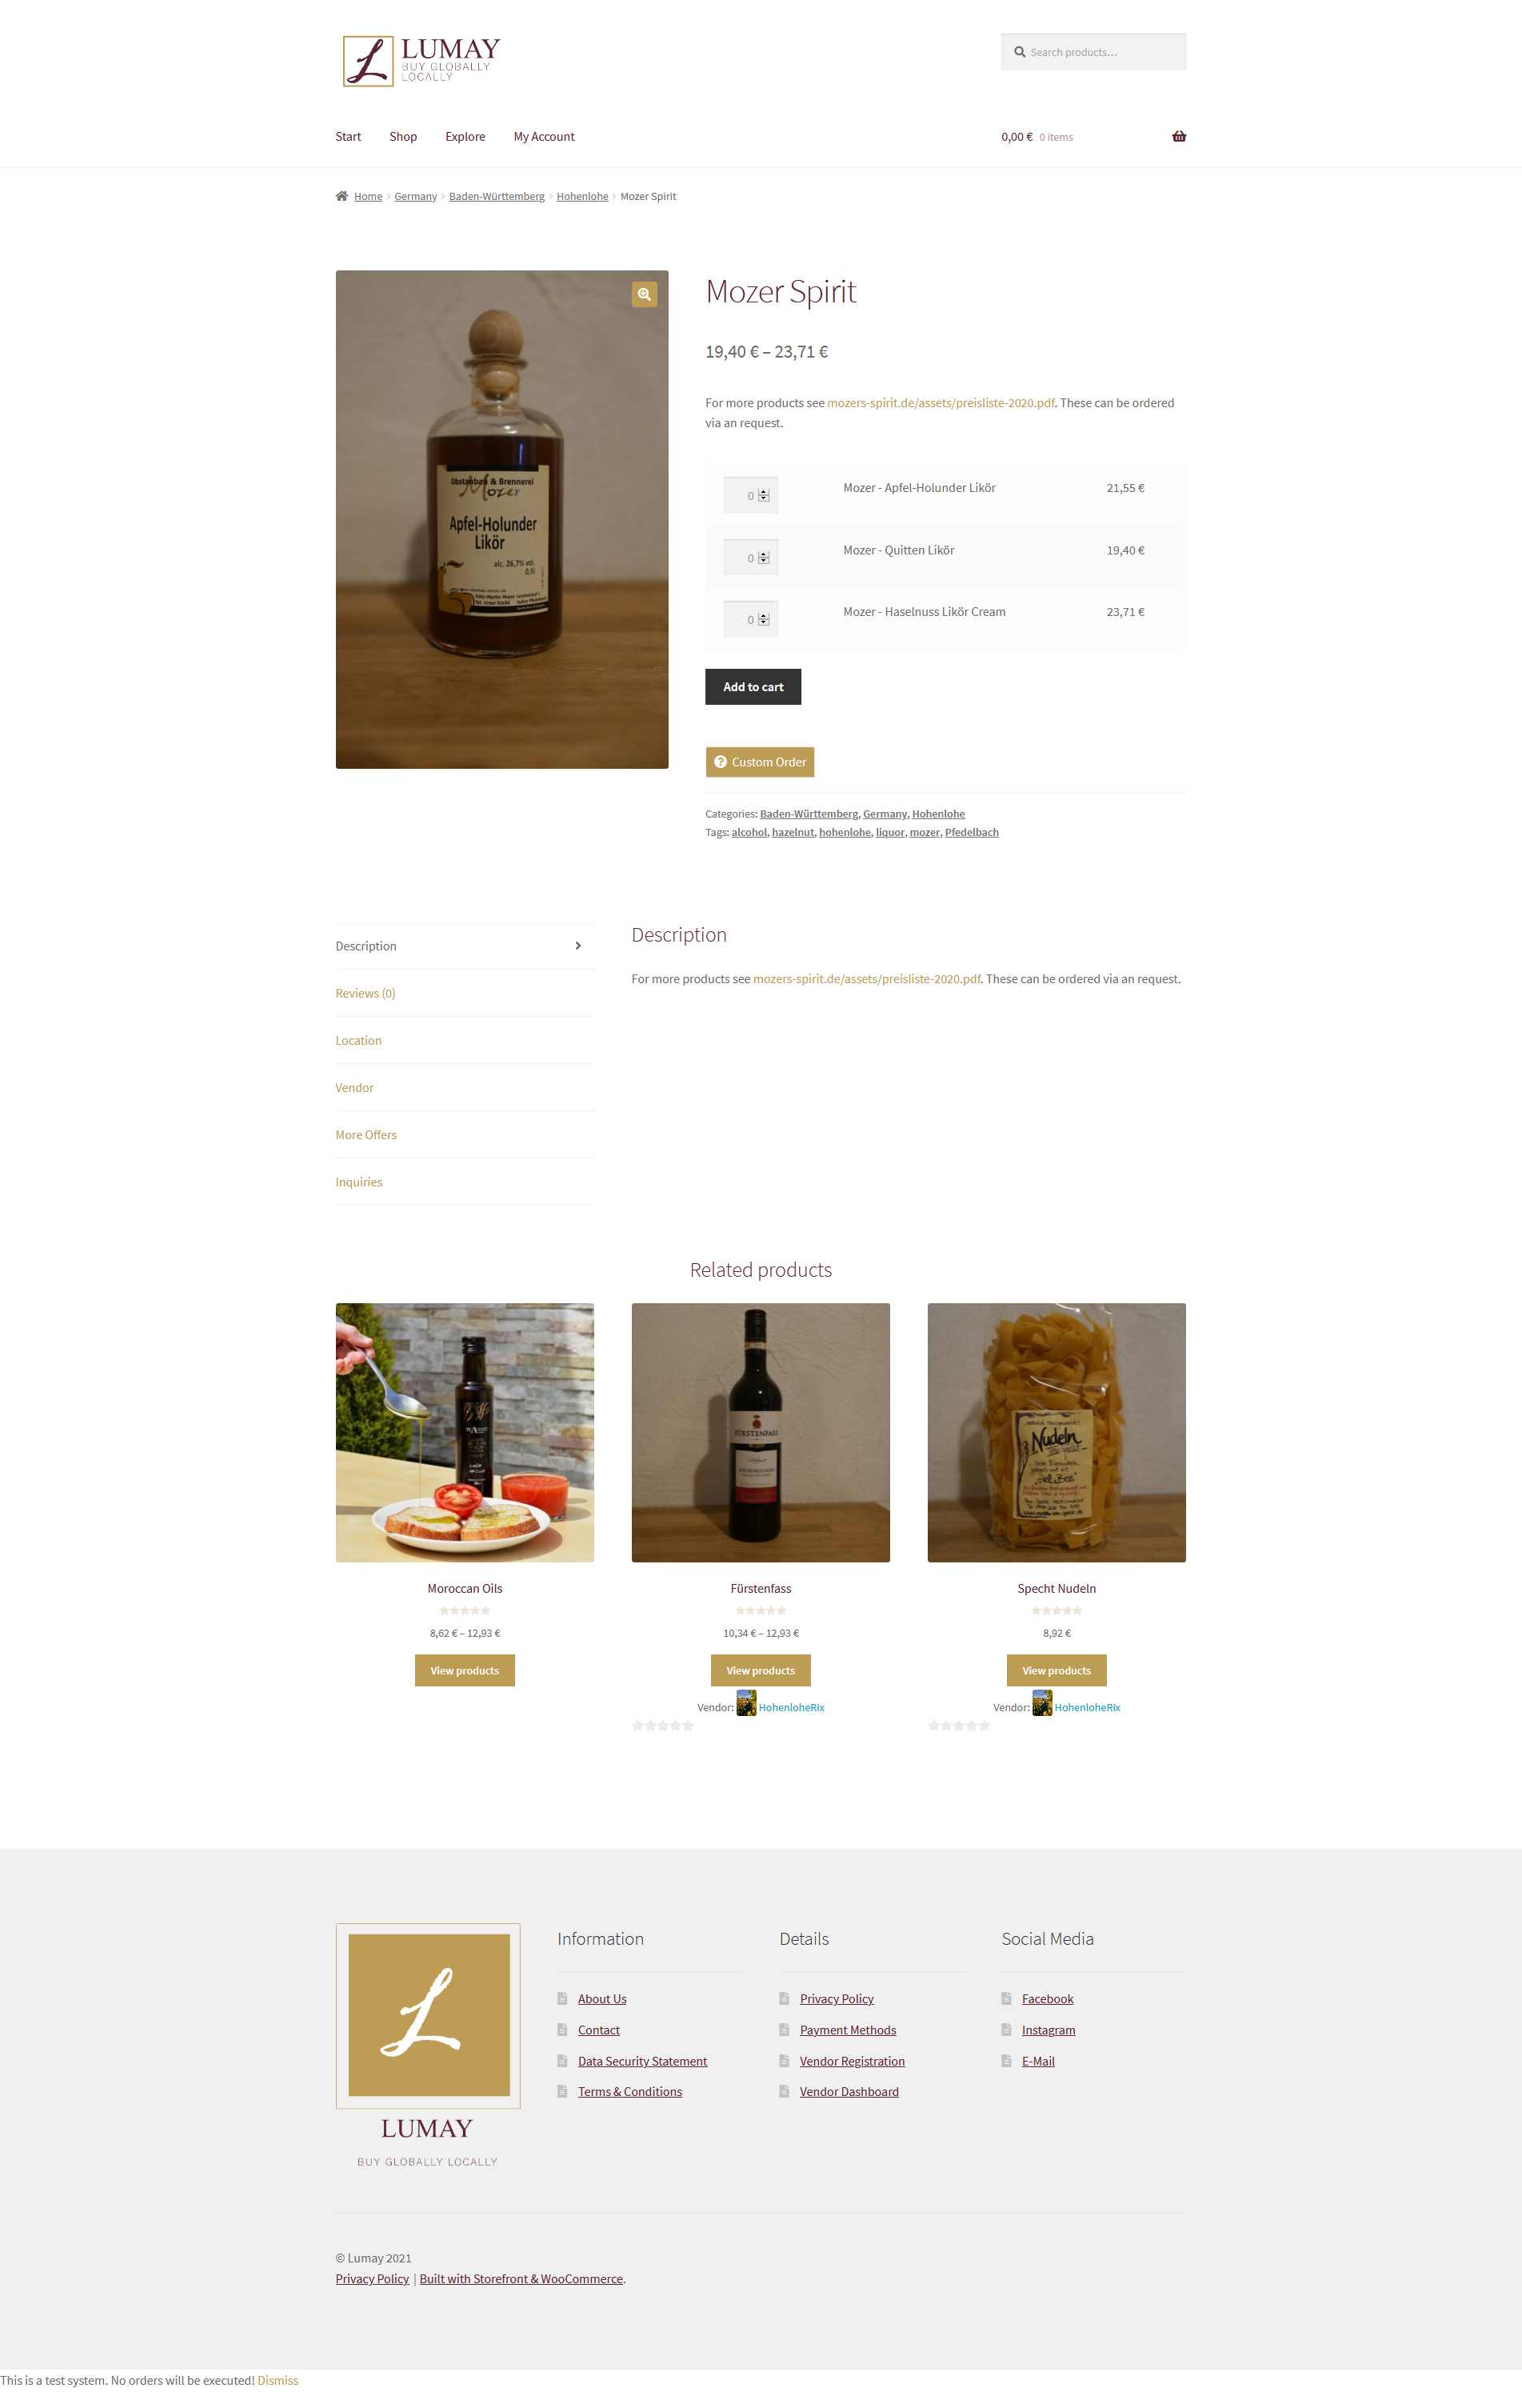 LUMAY
BUY GLOBALLY
LOCALLY
Search products…
Start Shop Explore My Account 0,00 € 0 items
Home Germany Baden-Württemberg Hohenlohe Mozer Spirit
Mozer Spirit
19,40 € – 23,71 €
For more products see mozers-spirit.de/assets/preisliste-2020.pdf. These can be ordered
via an request.
0 Mozer - Apfel-Holunder Likör 21,55 €
0 Mozer - Quitten Likör 19,40 €
0 Mozer - Haselnuss Likör Cream 23,71 €
Obstanbau & Brennerei
Mozer
Apfel-Holunder
Likör
alc. 26,7% vol.
Add to cart
Custom Order
Categories: Baden-Württemberg, Germany, Hohenlohe
Tags: alcohol, hazelnut, hohenlohe, liquor, mozer, Pfedelbach
Description
Reviews (0)
Location
Vendor
More Offers
Inquiries
Description
For more products see mozers-spirit.de/assets/preisliste-2020.pdf. These can be ordered via an request.
Related products
FÜRSTENFASS
Nudeln
Moroccan Oils
8,62 € – 12,93 €
View products
Fürstenfass
10,34 € – 12,93 €
View products
Vendor: HohenloheRix
Specht Nudeln
8,92 €
View products
Vendor: HohenloheRix
LUMAY
BUY GLOBALLY LOCALLY
Information
About Us
Contact
Data Security Statement
Terms & Conditions
Details
Privacy Policy
Payment Methods
Vendor Registration
Vendor Dashboard
Social Media
Facebook
Instagram
E-Mail
© Lumay 2021
Privacy Policy | Built with Storefront & WooCommerce.
This is a test system. No orders will be executed! Dismiss